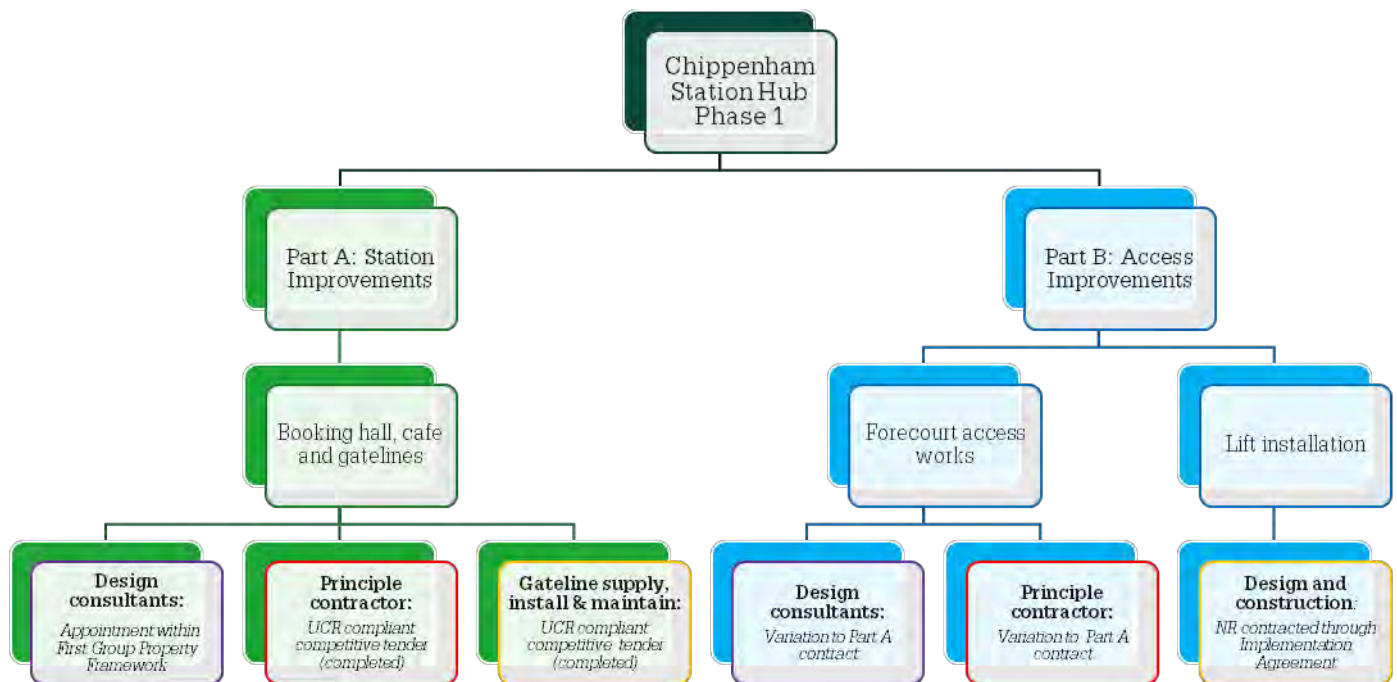 Chippenham
Station Hub
Phase 1
Part A: Station
Improvements
Part B: Access
Improvements
Booking hall, cafe
and gatelines
Forecourt access
works
Lift installation
Design
consultants:
Appointment within
First Group Property
Framework
Principle
contractor:
UCR compliant
competitive tender
(completed)
Gateline supply,
install & maintain:
UCR compliant
competitive tender
(completed)
Design
consultants:
Variation to Part A
contract
Principle
contractor:
Variation to Part A
contract
Design and
construction:
NR contracted through
Implementation
Agreement